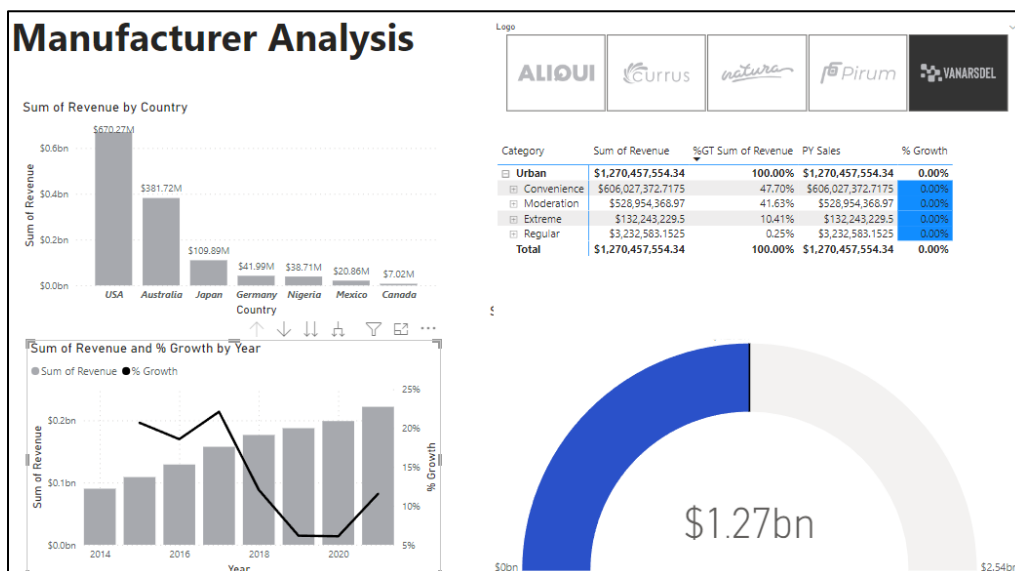 Manufacturer Analysis
Logo
ALIQUI
currus
natura
Pirum
VANARSDEL
Sum of Revenue by Country
Sum of Revenue
$0.6bn
$0.4bn
$0.2bn
$0.0bn
$670.27M
$381.72M
$109.89M
$41.99M
$38.71M
$20.86M
$7.02M
USA Australia Japan Germany Nigeria Mexico Canada
Country
Category Sum of Revenue %GT Sum of Revenue PY Sales % Growth
Urban $1,270,457,554.34 100.00% $1,270,457,554.34 0.00%
Convenience $606,027,372.7175 47.70% $606,027,372.7175 0.00%
Moderation $528,954,368.97 41.63% $528,954,368.97 0.00%
Extreme $132,243,229.5 10.41% $132,243,229.5 0.00%
Regular $3,232,583.1525 0.25% $3,232,583.1525 0.00%
Total $1,270,457,554.34 100.00% $1,270,457,554.34 0.00%
Sum of Revenue and % Growth by Year
Sum of Revenue % Growth
Sum of Revenue
$0.2bn
$0.1bn
$0.0bn
25%
20%
15%
10%
5%
% Growth
2014 2016 2018 2020
Year
$1.27bn
$0bn
$2.54bn